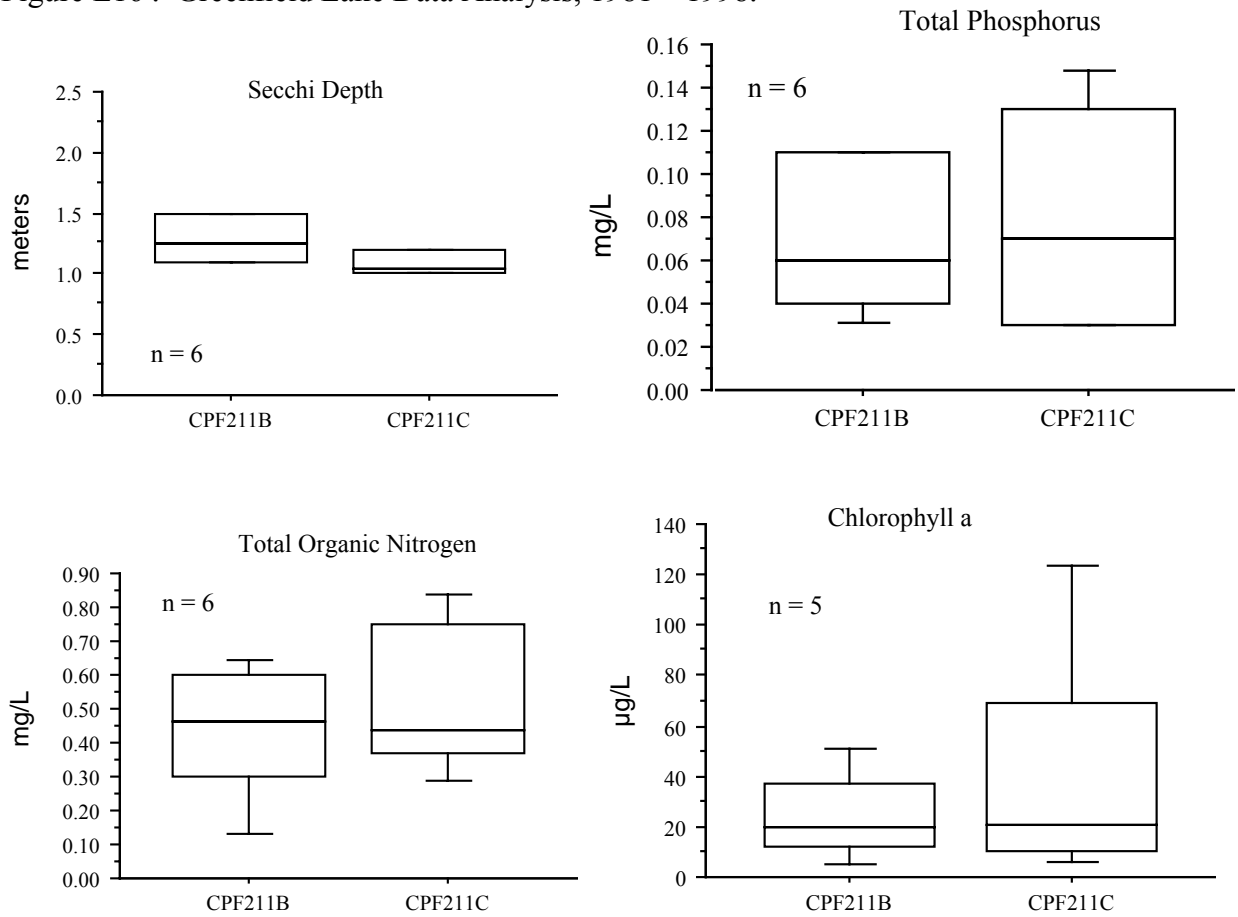 Greenfield Lake Data Analysis, 1981 –
Secchi Depth
2.5
2.0
1.5
1.0
0.5
0.0
meters
n = 6
CPF211B CPF211C
Total Phosphorus
0.16
0.14
0.12
0.10
0.08
0.06
0.04
0.02
0.00
mg/L
n = 6
CPF211B CPF211C
Total Organic Nitrogen
0.90
0.80
0.70
0.60
0.50
0.40
0.30
0.20
0.10
0.00
mg/L
n = 6
CPF211B CPF211C
Chlorophyll a
140
120
100
80
60
40
20
0
µg/L
n = 5
CPF211B CPF211C